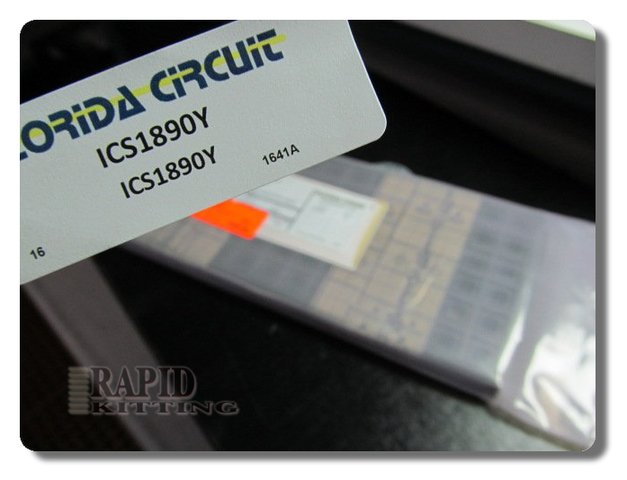 LORIDA CIRCUIT
ICS1890Y
ICS1890Y
1641A
16
RAPID
KITTING